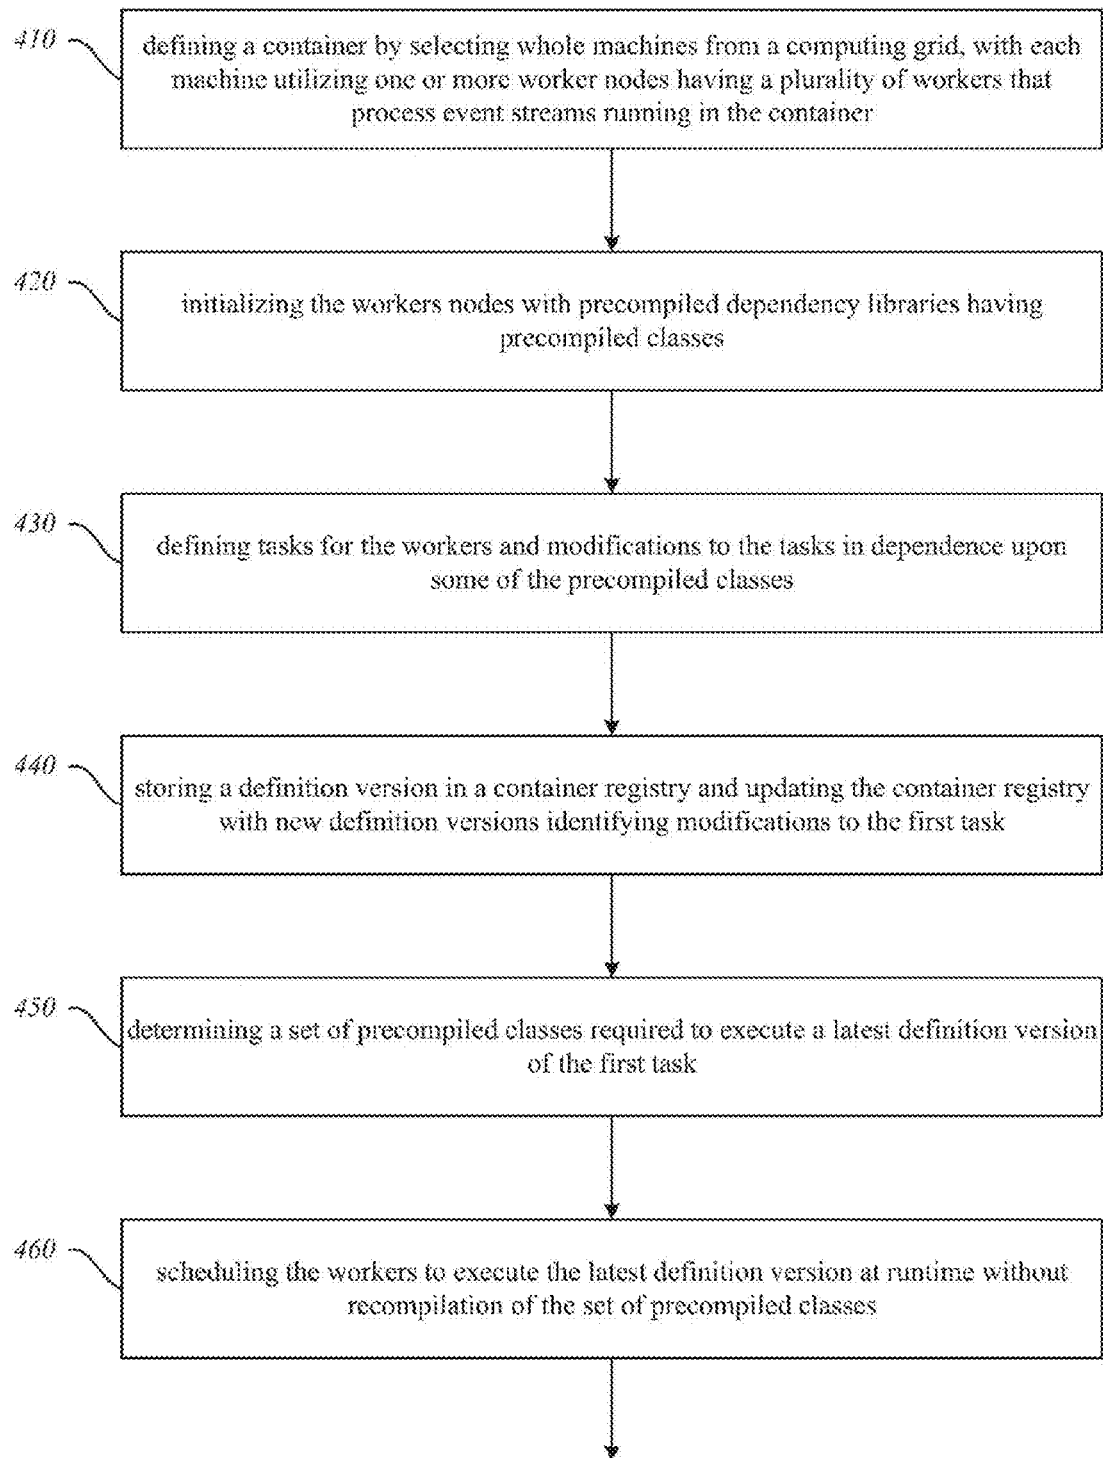 410
defining a container by selecting whole machines from a computing grid, with each
machine utilizing one or more worker nodes having a plurality of workers that
process event streams running in the container
420
initializing the workers nodes with precompiled dependency libraries having
precompiled classes
430
defining tasks for the workers and modifications to the tasks in dependence upon
some of the precompiled classes
440
storing a definition version in a container registry and updating the container registry
with new definition versions identifying modifications to the first task
450
determining a set of precompiled classes required to execute a latest definition version
of the first task
460
scheduling the workers to execute the latest definition version at runtime without
recompilation of the set of precompiled classes